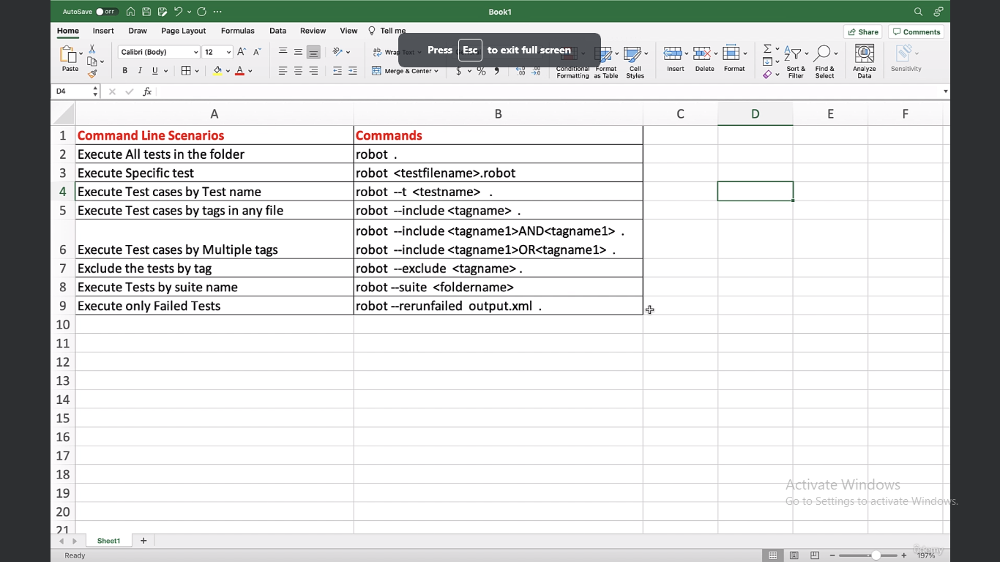 AutoSave OFF
Book1
Home Insert Draw Page Layout Formulas Data Review View Tell me
Share Comments
Press Esc to exit full screen
Paste
Calibri (Body) 12
B I U A
Wrap Text
Merge & Center
$ %
Conditional Formatting
Format as Table
Cell Styles
Insert
Delete
Format
Sort & Filter
Find & Select
Analyze Data
Sensitivity
D4 fx
A B C D E F
1 Command Line Scenarios Commands
2 Execute All tests in the folder robot .
3 Execute Specific test robot <testfilename>.robot
4 Execute Test cases by Test name robot --t <testname> .
5 Execute Test cases by tags in any file robot --include <tagname> .
robot --include <tagname1>AND<tagname1> .
6 Execute Test cases by Multiple tags robot --include <tagname1>OR<tagname1> .
7 Exclude the tests by tag robot --exclude <tagname> .
8 Execute Tests by suite name robot --suite <foldername>
9 Execute only Failed Tests robot --rerunfailed output.xml .
10
11
12
13
14
15
16
17
18
19
20
21
Activate Windows
Go to Settings to activate Windows.
Sheet1
Ready
udemy
197%